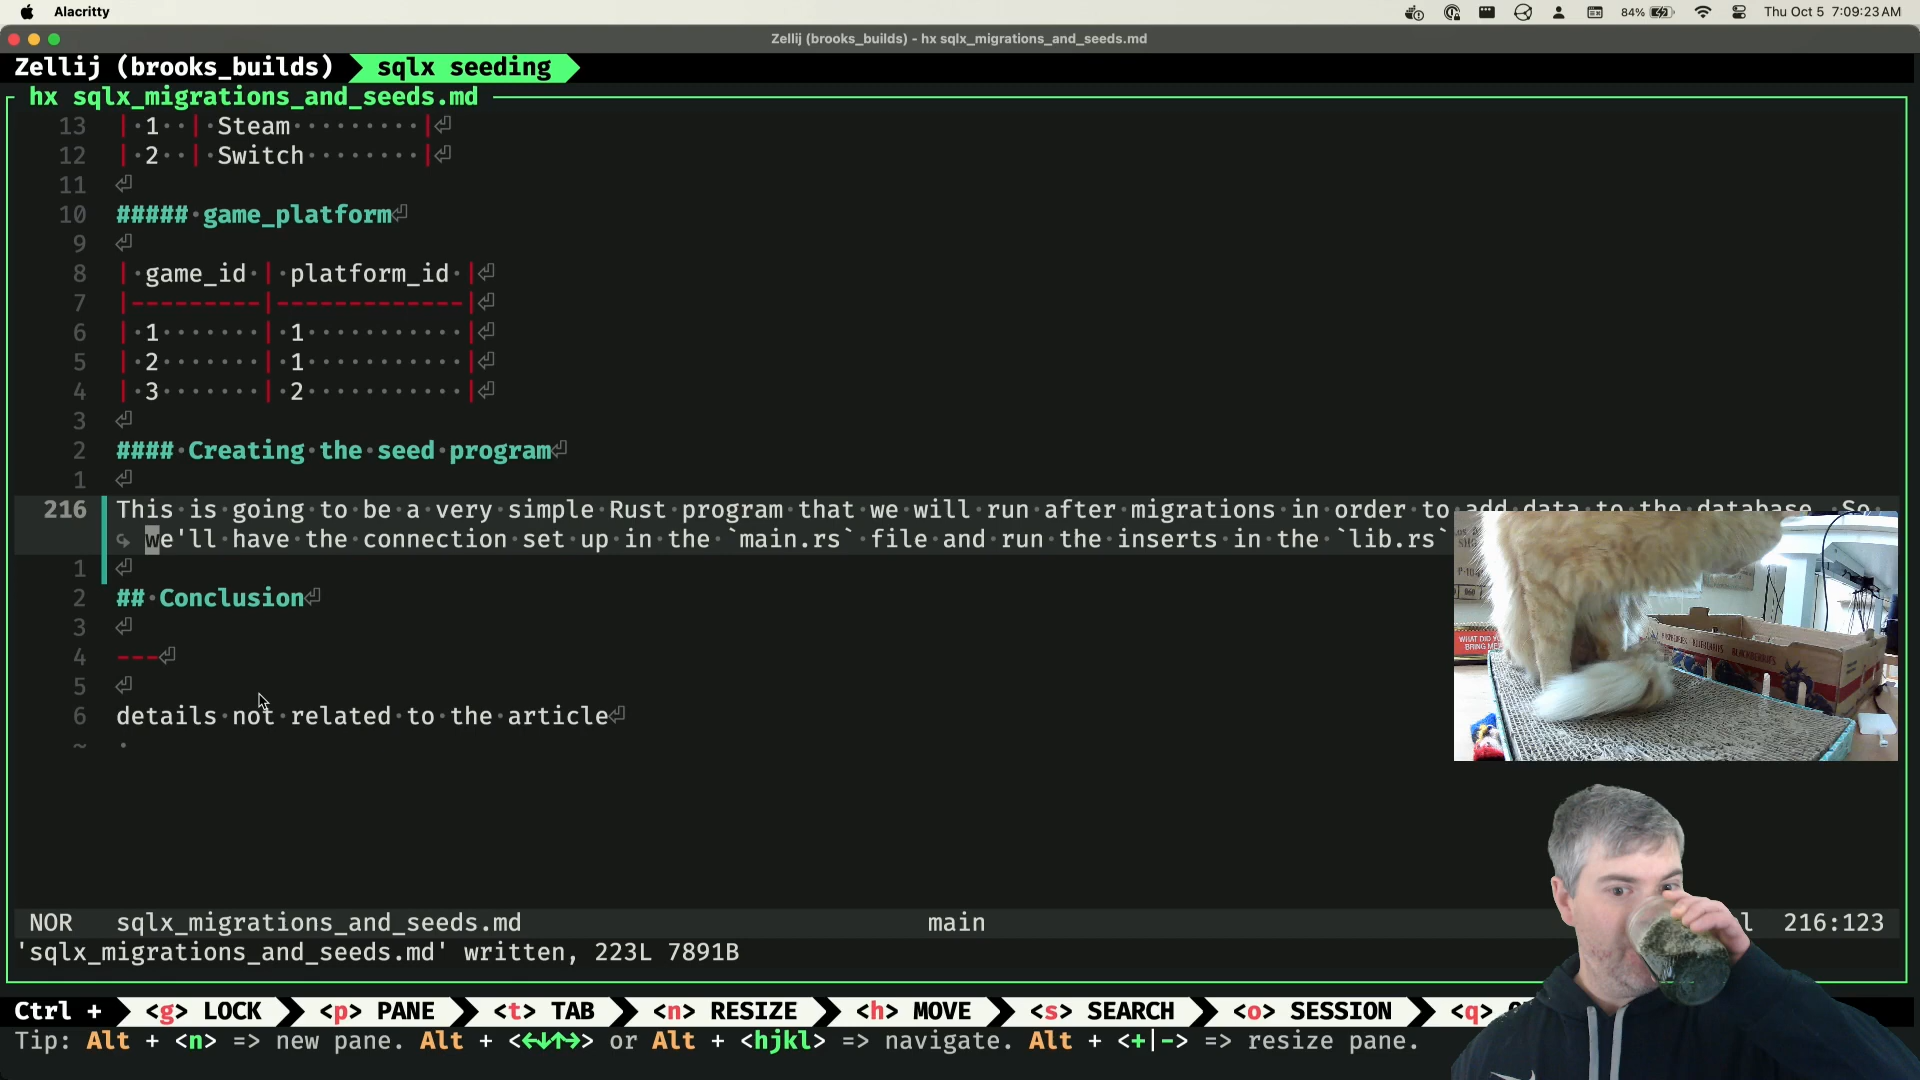 Alacritty
84%
Thu Oct 5 7:09:23 AM
Zellij (brooks_builds) - hx sqlx_migrations_and_seeds.md
Zellij (brooks_builds) sqlx seeding
hx sqlx_migrations_and_seeds.md
13 | 1 | Steam |
12 | 2 | Switch |
11
10 ##### game_platform
9
8 | game_id | platform_id |
7 |---------|-------------|
6 | 1 | 1 |
5 | 2 | 1 |
4 | 3 | 2 |
3
2 #### Creating the seed program
1
216 This is going to be a very simple Rust program that we will run after migrations in order to add data to the database. So
we'll have the connection set up in the `main.rs` file and run the inserts in the `lib.rs`
1
2 ## Conclusion
3
4 ---
5
6 details not related to the article
~
NOR sqlx_migrations_and_seeds.md main 216:123
'sqlx_migrations_and_seeds.md' written, 223L 7891B
Ctrl + <g> LOCK <p> PANE <t> TAB <n> RESIZE <h> MOVE <s> SEARCH <o> SESSION <q>
Tip: Alt + <n> => new pane. Alt + <←↓↑→> or Alt + <hjkl> => navigate. Alt + <+|-> => resize pane.